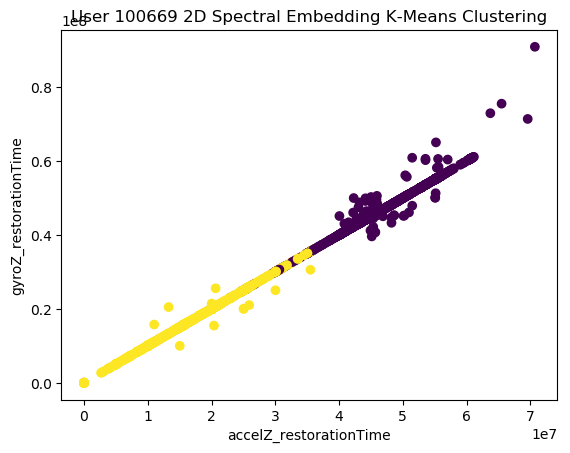 User 100669 2D Spectral Embedding K-Means Clustering
1e8
0.8
0.6
0.4
0.2
0.0
gyroZ_restorationTime
0 1 2 3 4 5 6 7
1e7
accelZ_restorationTime